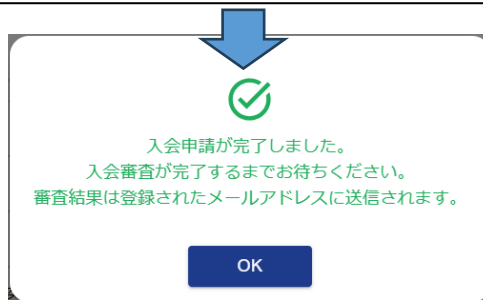 入会申請が完了しました。
入会審査が完了するまでお待ちください。
審査結果は登録されたメールアドレスに送信されます。
OK